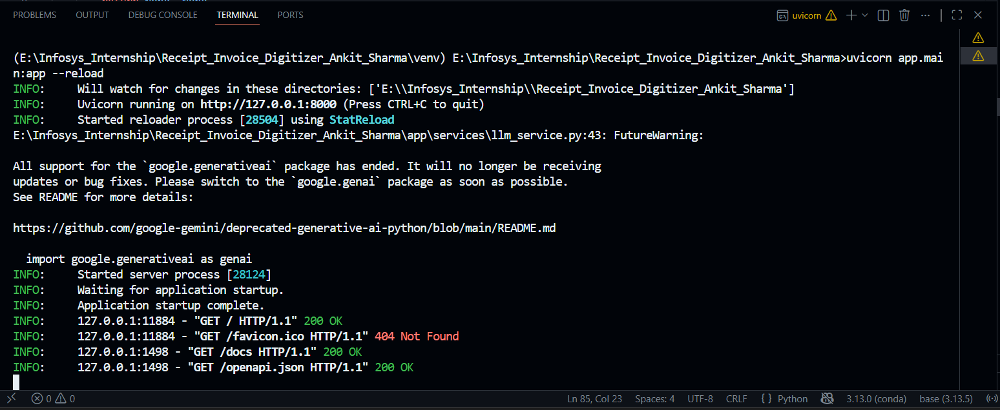 PROBLEMS OUTPUT DEBUG CONSOLE TERMINAL PORTS
uvicorn
(E:\Infosys_Internship\Receipt_Invoice_Digitizer_Ankit_Sharma\venv) E:\Infosys_Internship\Receipt_Invoice_Digitizer_Ankit_Sharma>uvicorn app.mai
n:app --reload
INFO:     Will watch for changes in these directories: ['E:\\Infosys_Internship\\Receipt_Invoice_Digitizer_Ankit_Sharma']
INFO:     Uvicorn running on http://127.0.0.1:8000 (Press CTRL+C to quit)
INFO:     Started reloader process [28504] using StatReload
E:\Infosys_Internship\Receipt_Invoice_Digitizer_Ankit_Sharma\app\services\llm_service.py:43: FutureWarning:
All support for the `google.generativeai` package has ended. It will no longer be receiving
updates or bug fixes. Please switch to the `google.genai` package as soon as possible.
See README for more details:
https://github.com/google-gemini/deprecated-generative-ai-python/blob/main/README.md
  import google.generativeai as genai
INFO:     Started server process [28124]
INFO:     Waiting for application startup.
INFO:     Application startup complete.
INFO:     127.0.0.1:11884 - "GET / HTTP/1.1" 200 OK
INFO:     127.0.0.1:11884 - "GET /favicon.ico HTTP/1.1" 404 Not Found
INFO:     127.0.0.1:1498 - "GET /docs HTTP/1.1" 200 OK
INFO:     127.0.0.1:1498 - "GET /openapi.json HTTP/1.1" 200 OK
0 0 Ln 85, Col 23 Spaces: 4 UTF-8 CRLF { } Python 3.13.0 (conda) base (3.13.5)